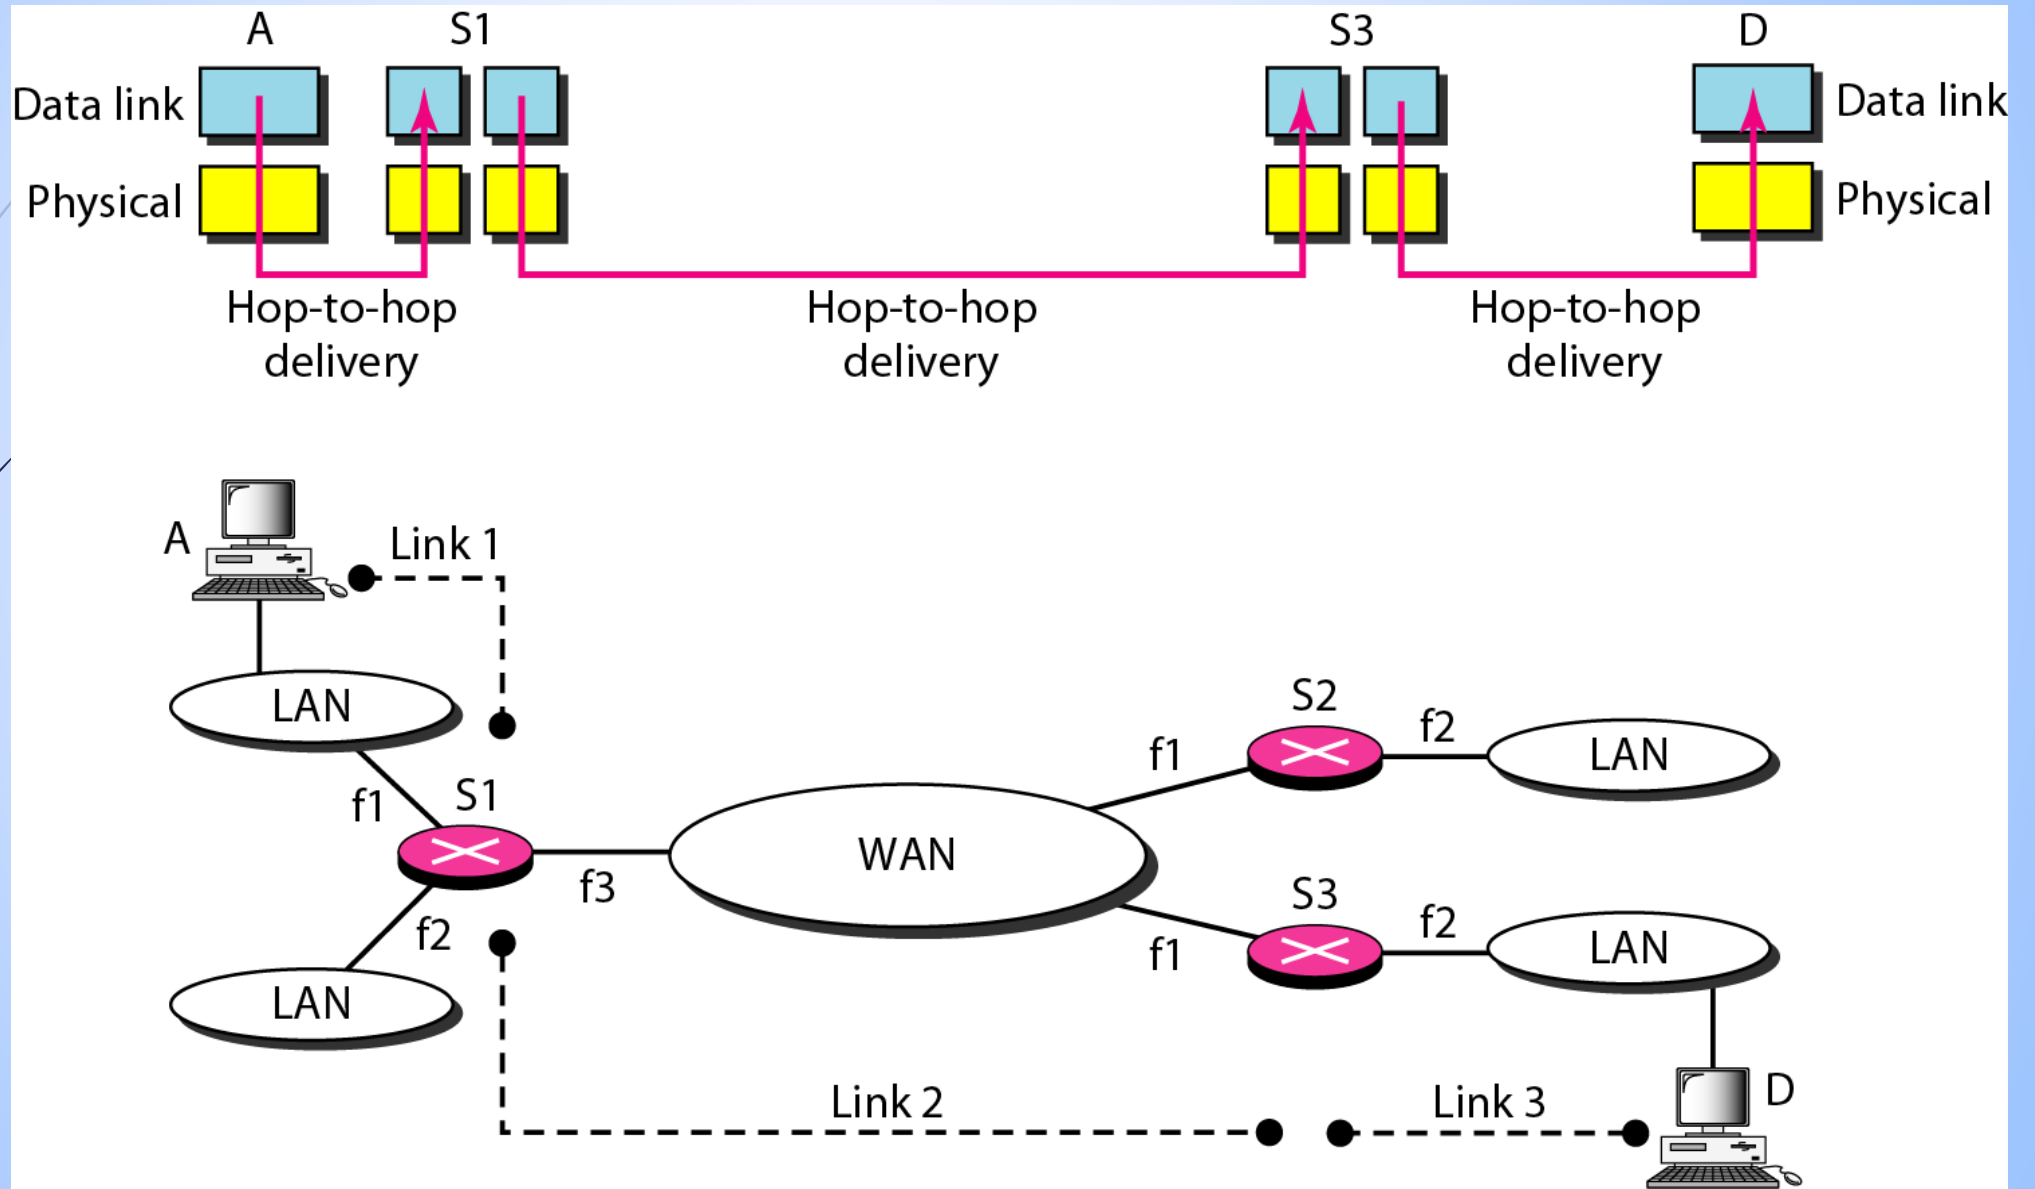 A
S1
S3
D
Data link
Data link
Physical
Physical
Hop-to-hop
delivery
Hop-to-hop
delivery
Hop-to-hop
delivery
A
Link 1
LAN
S2
f1
f2
LAN
f1
S1
WAN
f3
S3
f2
f2
LAN
f1
LAN
Link 2
Link 3
D